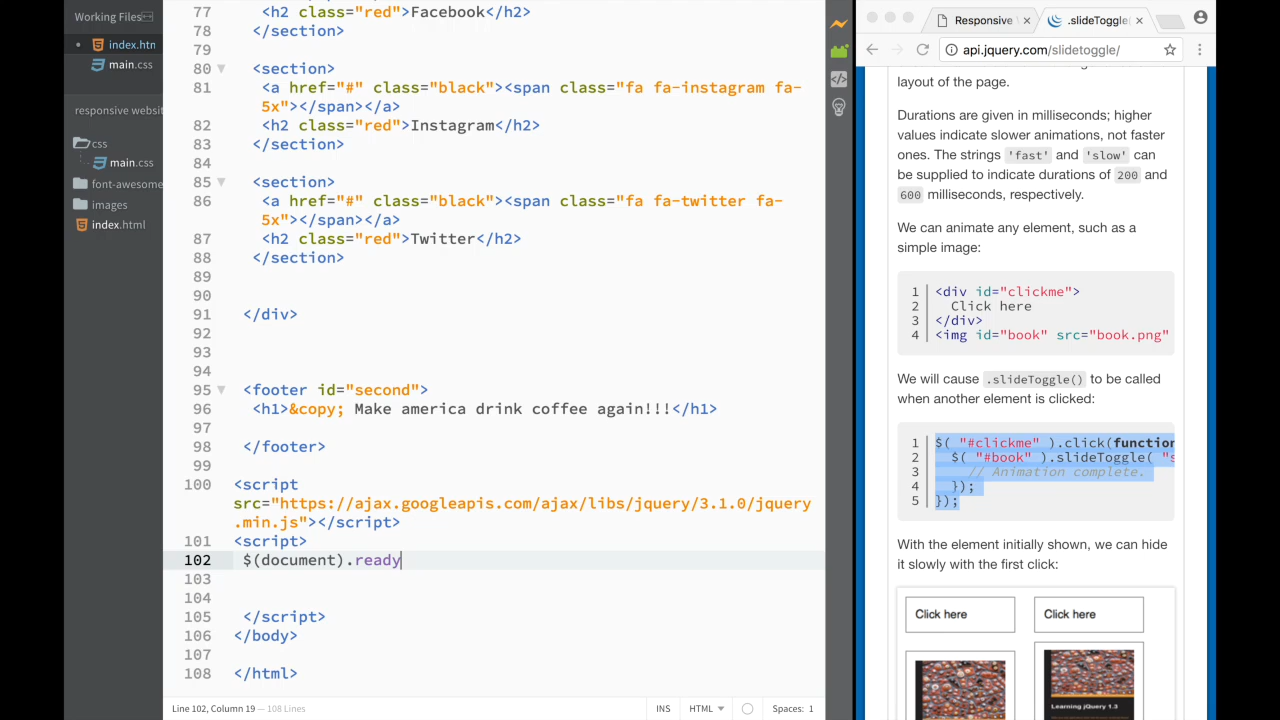 Working Files
index.htn
main.css
responsive websit
css
main.css
font-awesome
images
index.html
77 <h2 class="red">Facebook</h2>
78 </section>
79
80 <section>
81 <a href="#" class="black"><span class="fa fa-instagram fa-
5x"></span></a>
82 <h2 class="red">Instagram</h2>
83 </section>
84
85 <section>
86 <a href="#" class="black"><span class="fa fa-twitter fa-
5x"></span></a>
87 <h2 class="red">Twitter</h2>
88 </section>
89
90
91 </div>
92
93
94
95 <footer id="second">
96 <h1>&copy; Make america drink coffee again!!!</h1>
97
98 </footer>
99
100 <script
src="https://ajax.googleapis.com/ajax/libs/jquery/3.1.0/jquery
.min.js"></script>
101 <script>
102 $(document).ready
103
104
105 </script>
106 </body>
107
108 </html>
Line 102, Column 19 — 108 Lines
INS
HTML
Spaces: 1
Responsive
.slideToggle(
api.jquery.com/slidetoggle/
layout of the page.
Durations are given in milliseconds; higher
values indicate slower animations, not faster
ones. The strings 'fast' and 'slow' can
be supplied to indicate durations of 200 and
600 milliseconds, respectively.
We can animate any element, such as a
simple image:
1 <div id="clickme">
2 Click here
3 </div>
4 <img id="book" src="book.png"
We will cause .slideToggle() to be called
when another element is clicked:
1 $( "#clickme" ).click(function
2 $( "#book" ).slideToggle( "s
3 // Animation complete.
4 });
5 });
With the element initially shown, we can hide
it slowly with the first click:
Click here
Click here
Learning jQuery 1.3